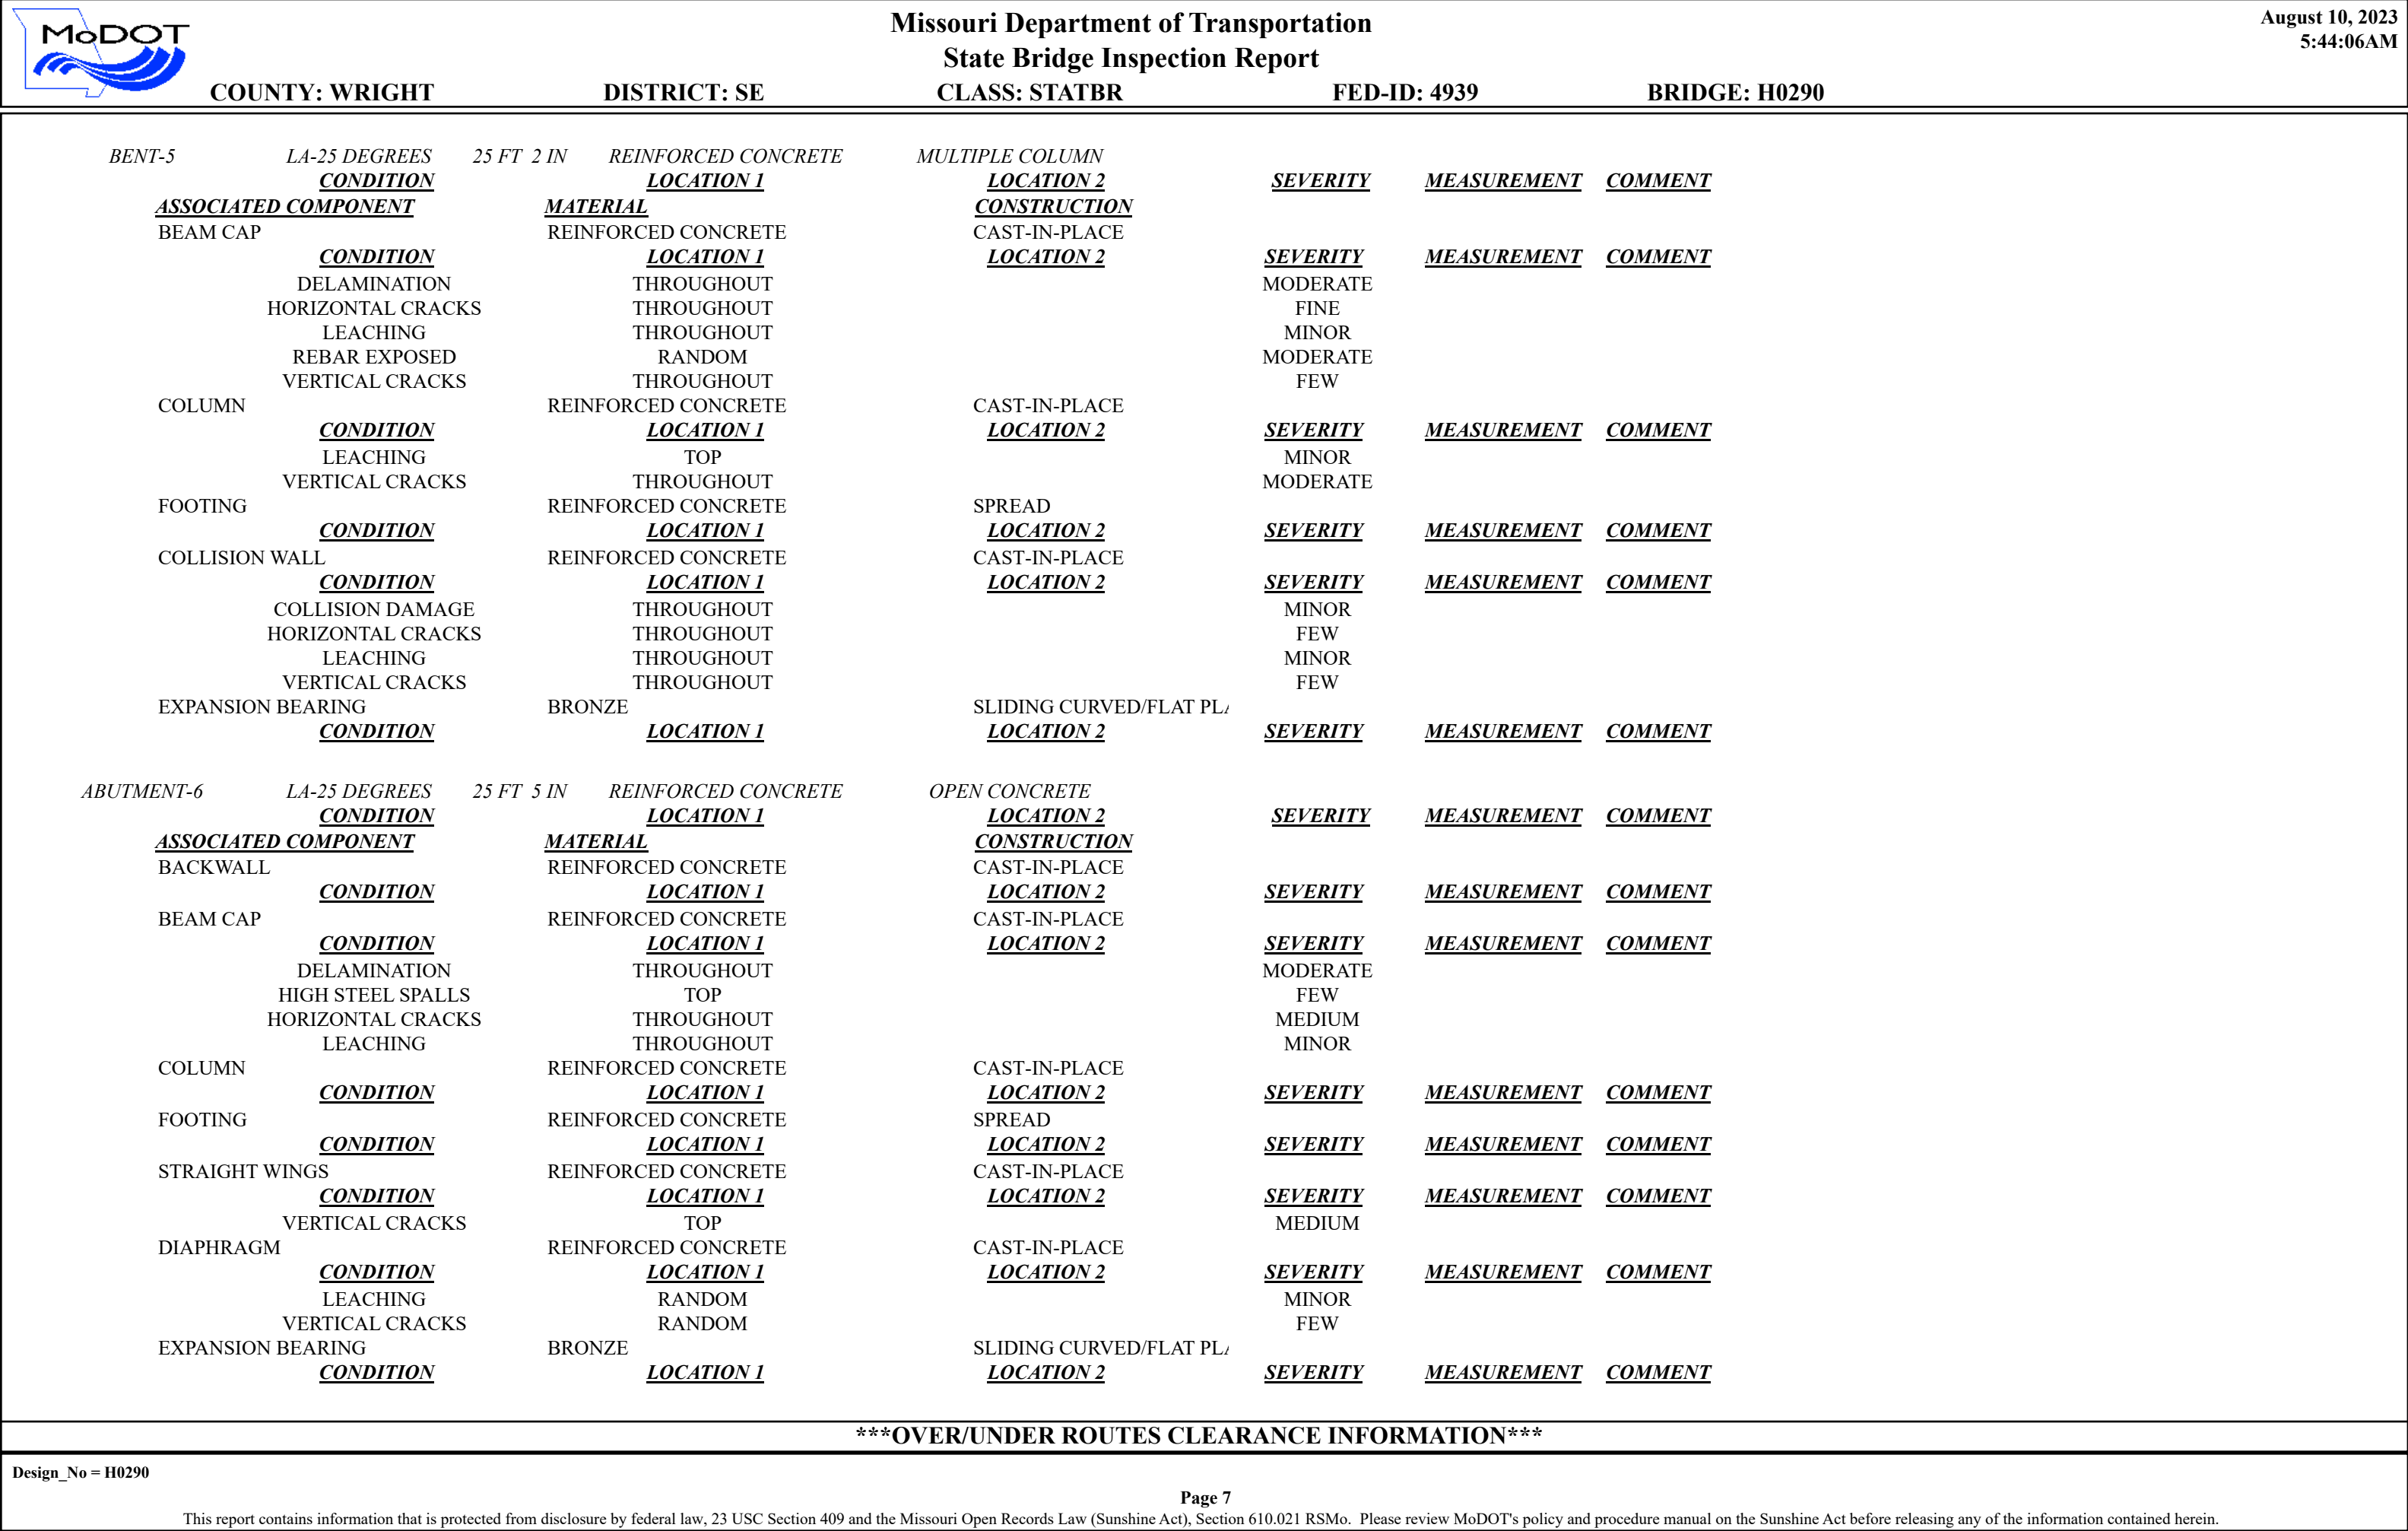 MoDOT
Missouri Department of Transportation
State Bridge Inspection Report
August 10, 2023
5:44:06AM
COUNTY: WRIGHT DISTRICT: SE CLASS: STATBR FED-ID: 4939 BRIDGE: H0290
BENT-5 LA-25 DEGREES 25 FT 2 IN REINFORCED CONCRETE MULTIPLE COLUMN
CONDITION LOCATION 1 LOCATION 2 SEVERITY MEASUREMENT COMMENT
ASSOCIATED COMPONENT MATERIAL CONSTRUCTION
BEAM CAP REINFORCED CONCRETE CAST-IN-PLACE
CONDITION LOCATION 1 LOCATION 2 SEVERITY MEASUREMENT COMMENT
DELAMINATION THROUGHOUT MODERATE
HORIZONTAL CRACKS THROUGHOUT FINE
LEACHING THROUGHOUT MINOR
REBAR EXPOSED RANDOM MODERATE
VERTICAL CRACKS THROUGHOUT FEW
COLUMN REINFORCED CONCRETE CAST-IN-PLACE
CONDITION LOCATION 1 LOCATION 2 SEVERITY MEASUREMENT COMMENT
LEACHING TOP MINOR
VERTICAL CRACKS THROUGHOUT MODERATE
FOOTING REINFORCED CONCRETE SPREAD
CONDITION LOCATION 1 LOCATION 2 SEVERITY MEASUREMENT COMMENT
COLLISION WALL REINFORCED CONCRETE CAST-IN-PLACE
CONDITION LOCATION 1 LOCATION 2 SEVERITY MEASUREMENT COMMENT
COLLISION DAMAGE THROUGHOUT MINOR
HORIZONTAL CRACKS THROUGHOUT FEW
LEACHING THROUGHOUT MINOR
VERTICAL CRACKS THROUGHOUT FEW
EXPANSION BEARING BRONZE SLIDING CURVED/FLAT PL
CONDITION LOCATION 1 LOCATION 2 SEVERITY MEASUREMENT COMMENT
ABUTMENT-6 LA-25 DEGREES 25 FT 5 IN REINFORCED CONCRETE OPEN CONCRETE
CONDITION LOCATION 1 LOCATION 2 SEVERITY MEASUREMENT COMMENT
ASSOCIATED COMPONENT MATERIAL CONSTRUCTION
BACKWALL REINFORCED CONCRETE CAST-IN-PLACE
CONDITION LOCATION 1 LOCATION 2 SEVERITY MEASUREMENT COMMENT
BEAM CAP REINFORCED CONCRETE CAST-IN-PLACE
CONDITION LOCATION 1 LOCATION 2 SEVERITY MEASUREMENT COMMENT
DELAMINATION THROUGHOUT MODERATE
HIGH STEEL SPALLS TOP FEW
HORIZONTAL CRACKS THROUGHOUT MEDIUM
LEACHING THROUGHOUT MINOR
COLUMN REINFORCED CONCRETE CAST-IN-PLACE
CONDITION LOCATION 1 LOCATION 2 SEVERITY MEASUREMENT COMMENT
FOOTING REINFORCED CONCRETE SPREAD
CONDITION LOCATION 1 LOCATION 2 SEVERITY MEASUREMENT COMMENT
STRAIGHT WINGS REINFORCED CONCRETE CAST-IN-PLACE
CONDITION LOCATION 1 LOCATION 2 SEVERITY MEASUREMENT COMMENT
VERTICAL CRACKS TOP MEDIUM
DIAPHRAGM REINFORCED CONCRETE CAST-IN-PLACE
CONDITION LOCATION 1 LOCATION 2 SEVERITY MEASUREMENT COMMENT
LEACHING RANDOM MINOR
VERTICAL CRACKS RANDOM FEW
EXPANSION BEARING BRONZE SLIDING CURVED/FLAT PL
CONDITION LOCATION 1 LOCATION 2 SEVERITY MEASUREMENT COMMENT
***OVER/UNDER ROUTES CLEARANCE INFORMATION***
Design_No = H0290
Page 7
This report contains information that is protected from disclosure by federal law, 23 USC Section 409 and the Missouri Open Records Law (Sunshine Act), Section 610.021 RSMo. Please review MoDOT's policy and procedure manual on the Sunshine Act before releasing any of the information contained herein.